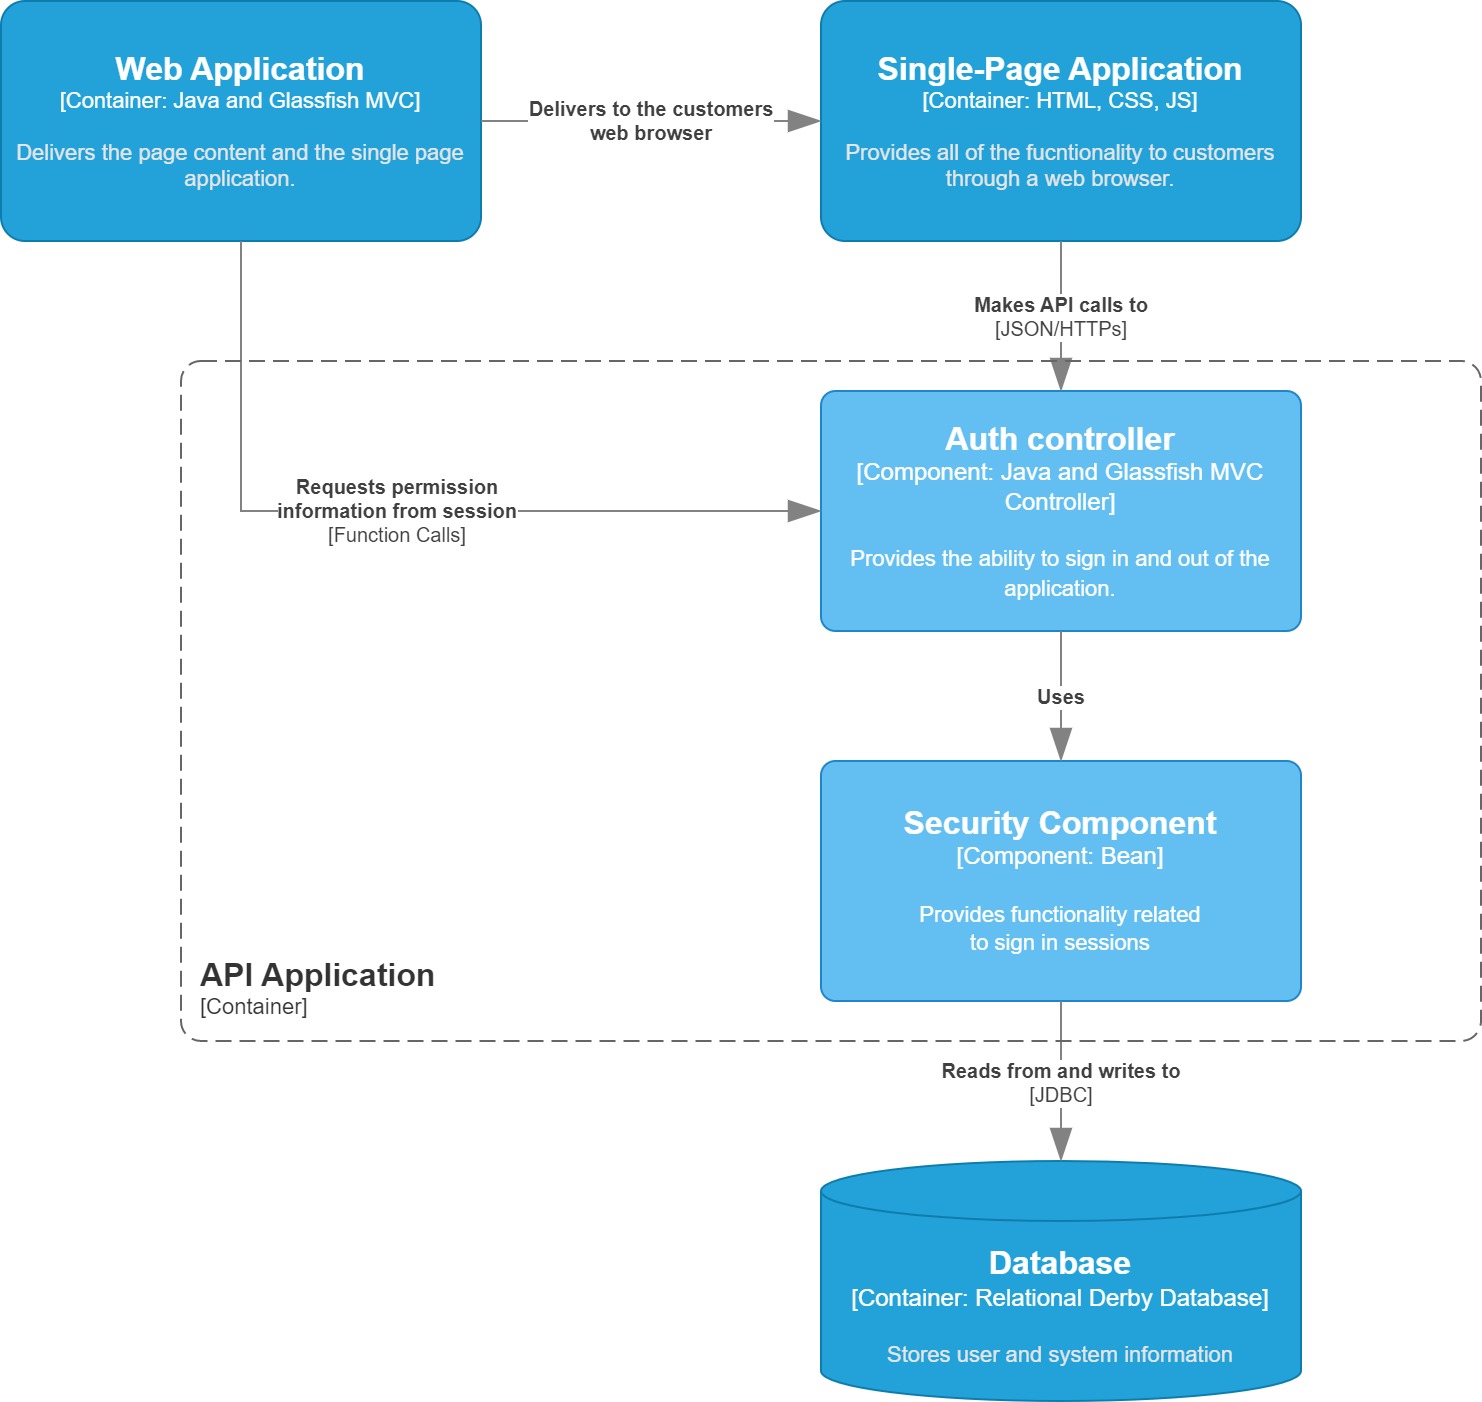 Web Application
[Container: Java and Glassfish MVC]
Delivers the page content and the single page
application.
Delivers to the customers
web browser
Single-Page Application
[Container: HTML, CSS, JS]
Provides all of the fucntionality to customers
through a web browser.
Makes API calls to
[JSON/HTTPs]
Requests permission
information from session
[Function Calls]
Auth controller
[Component: Java and Glassfish MVC
Controller]
Provides the ability to sign in and out of the
application.
Uses
Security Component
[Component: Bean]
Provides functionality related
to sign in sessions
API Application
[Container]
Reads from and writes to
[JDBC]
Database
[Container: Relational Derby Database]
Stores user and system information